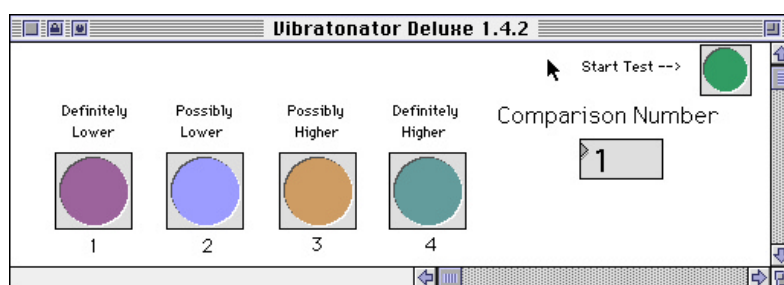 Vibratonator Deluxe 1.4.2
Start Test -->
Definitely Lower
Possibly Lower
Possibly Higher
Definitely Higher
Comparison Number
1
1
2
3
4